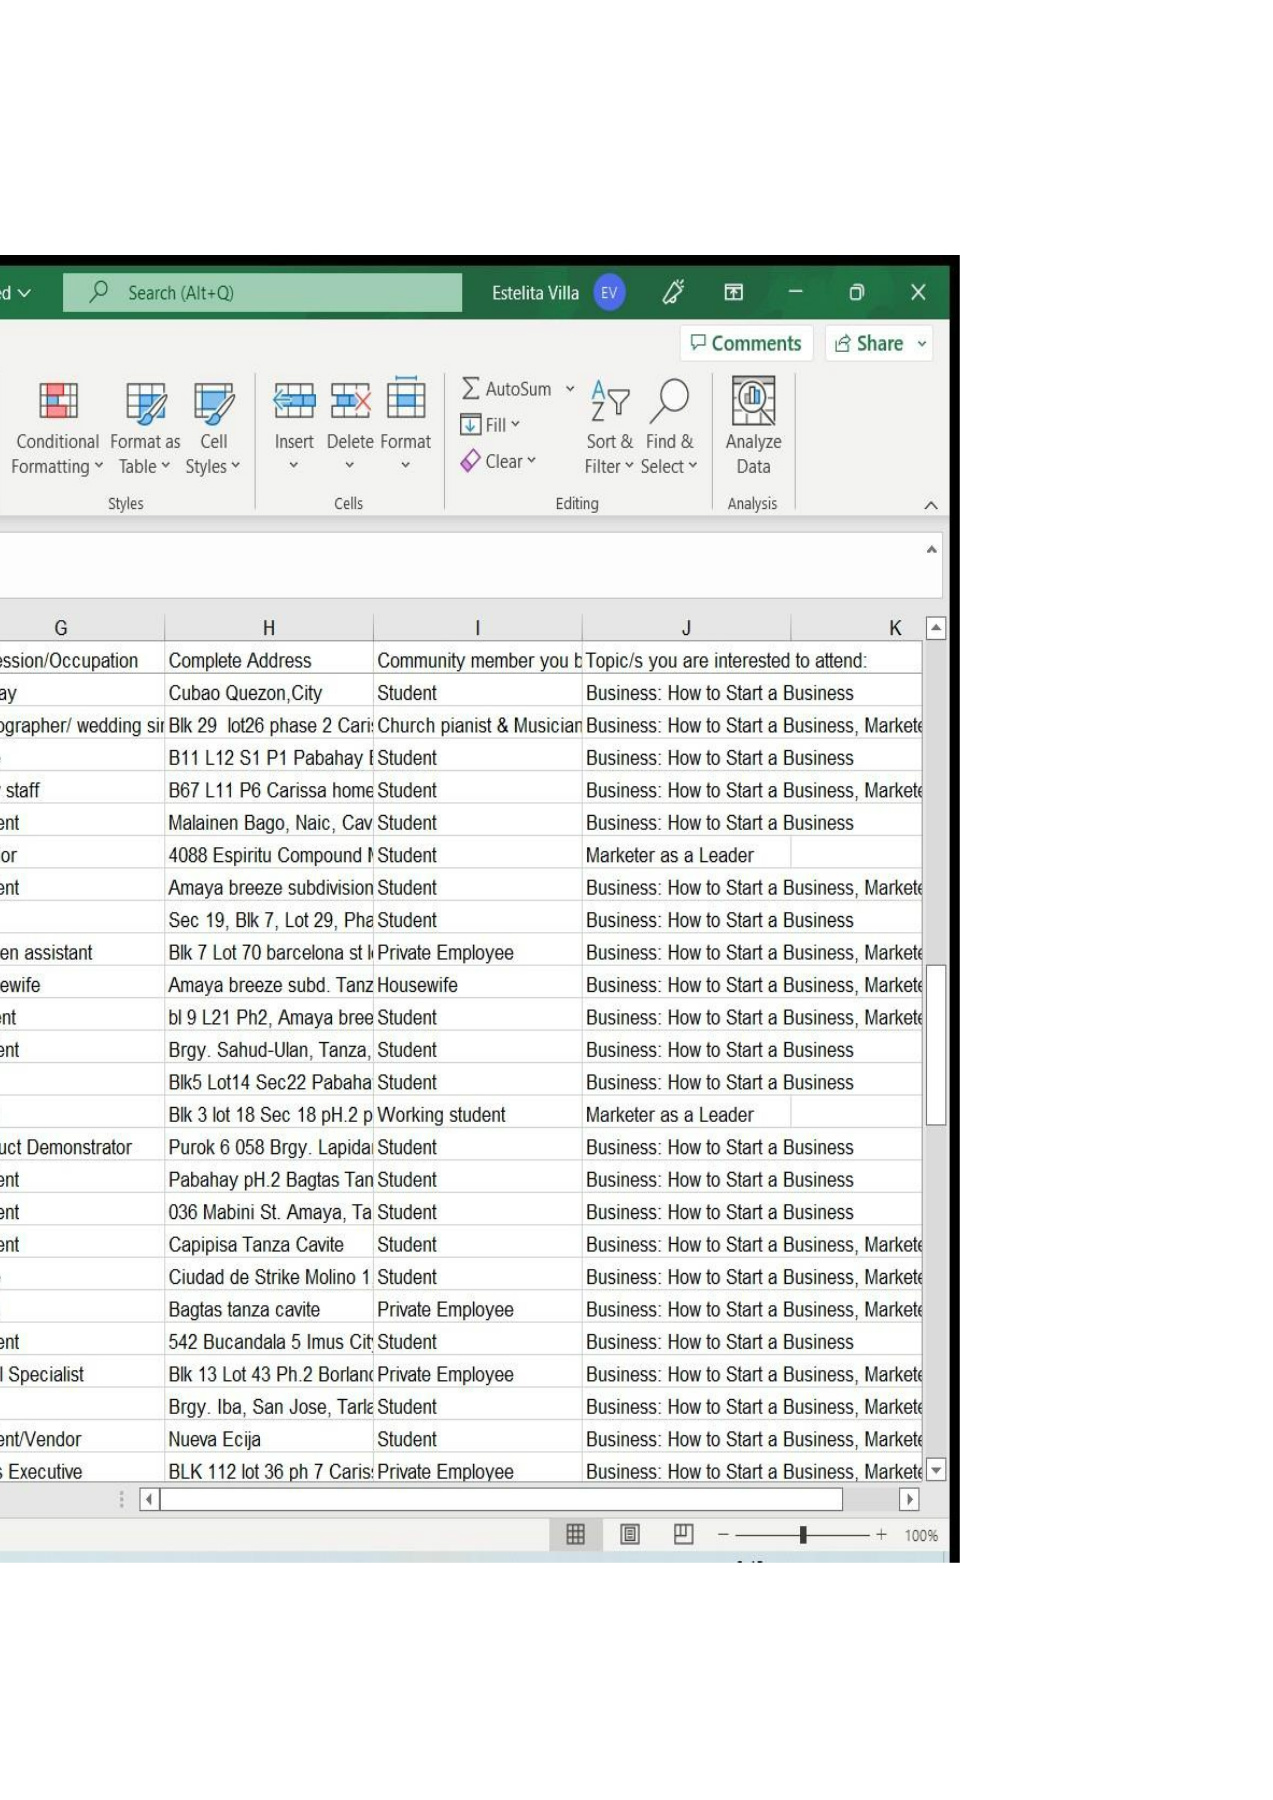 ed Search (Alt+Q) Estelita Villa EV
Comments Share
Conditional Formatting Format as Table Cell Styles Insert Delete Format AutoSum Fill Clear Sort & Filter Find & Select Analyze Data
Styles Cells Editing Analysis
G H I J K
ession/Occupation Complete Address Community member you b Topic/s you are interested to attend:
ay Cubao Quezon,City Student Business: How to Start a Business
ographer/ wedding sin Blk 29 lot26 phase 2 Caris Church pianist & Musician Business: How to Start a Business, Markete
B11 L12 S1 P1 Pabahay Student Business: How to Start a Business
staff B67 L11 P6 Carissa home Student Business: How to Start a Business, Markete
ent Malainen Bago, Naic, Cav Student Business: How to Start a Business
or 4088 Espiritu Compound Student Marketer as a Leader
ent Amaya breeze subdivision Student Business: How to Start a Business, Markete
Sec 19, Blk 7, Lot 29, Pha Student Business: How to Start a Business
en assistant Blk 7 Lot 70 barcelona st Private Employee Business: How to Start a Business, Markete
ewife Amaya breeze subd. Tanz Housewife Business: How to Start a Business, Markete
ent bl 9 L21 Ph2, Amaya bree Student Business: How to Start a Business, Markete
ent Brgy. Sahud-Ulan, Tanza, Student Business: How to Start a Business
Blk5 Lot14 Sec22 Pabaha Student Business: How to Start a Business
Blk 3 lot 18 Sec 18 pH.2 p Working student Marketer as a Leader
uct Demonstrator Purok 6 058 Brgy. Lapida Student Business: How to Start a Business
ent Pabahay pH.2 Bagtas Tan Student Business: How to Start a Business
ent 036 Mabini St. Amaya, Ta Student Business: How to Start a Business
ent Capipisa Tanza Cavite Student Business: How to Start a Business, Markete
Ciudad de Strike Molino 1 Student Business: How to Start a Business, Markete
Bagtas tanza cavite Private Employee Business: How to Start a Business, Markete
ent 542 Bucandala 5 Imus City Student Business: How to Start a Business
l Specialist Blk 13 Lot 43 Ph.2 Borland Private Employee Business: How to Start a Business, Markete
Brgy. Iba, San Jose, Tarla Student Business: How to Start a Business, Markete
ent/Vendor Nueva Ecija Student Business: How to Start a Business, Markete
s Executive BLK 112 lot 36 ph 7 Caris Private Employee Business: How to Start a Business, Markete
100%